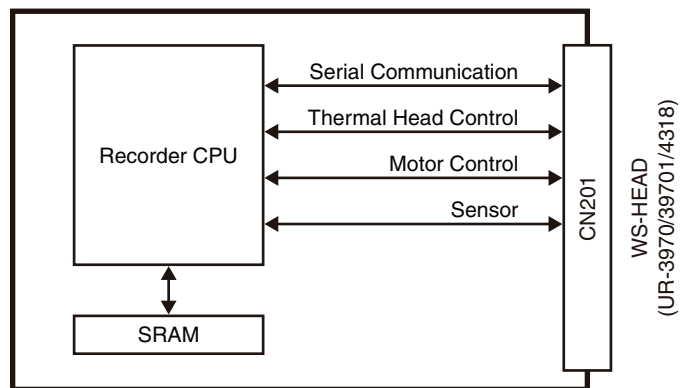 Serial Communication
Thermal Head Control
Recorder CPU
Motor Control
Sensor
SRAM
CN201
WS-HEAD
(UR-3970/39701/4318)